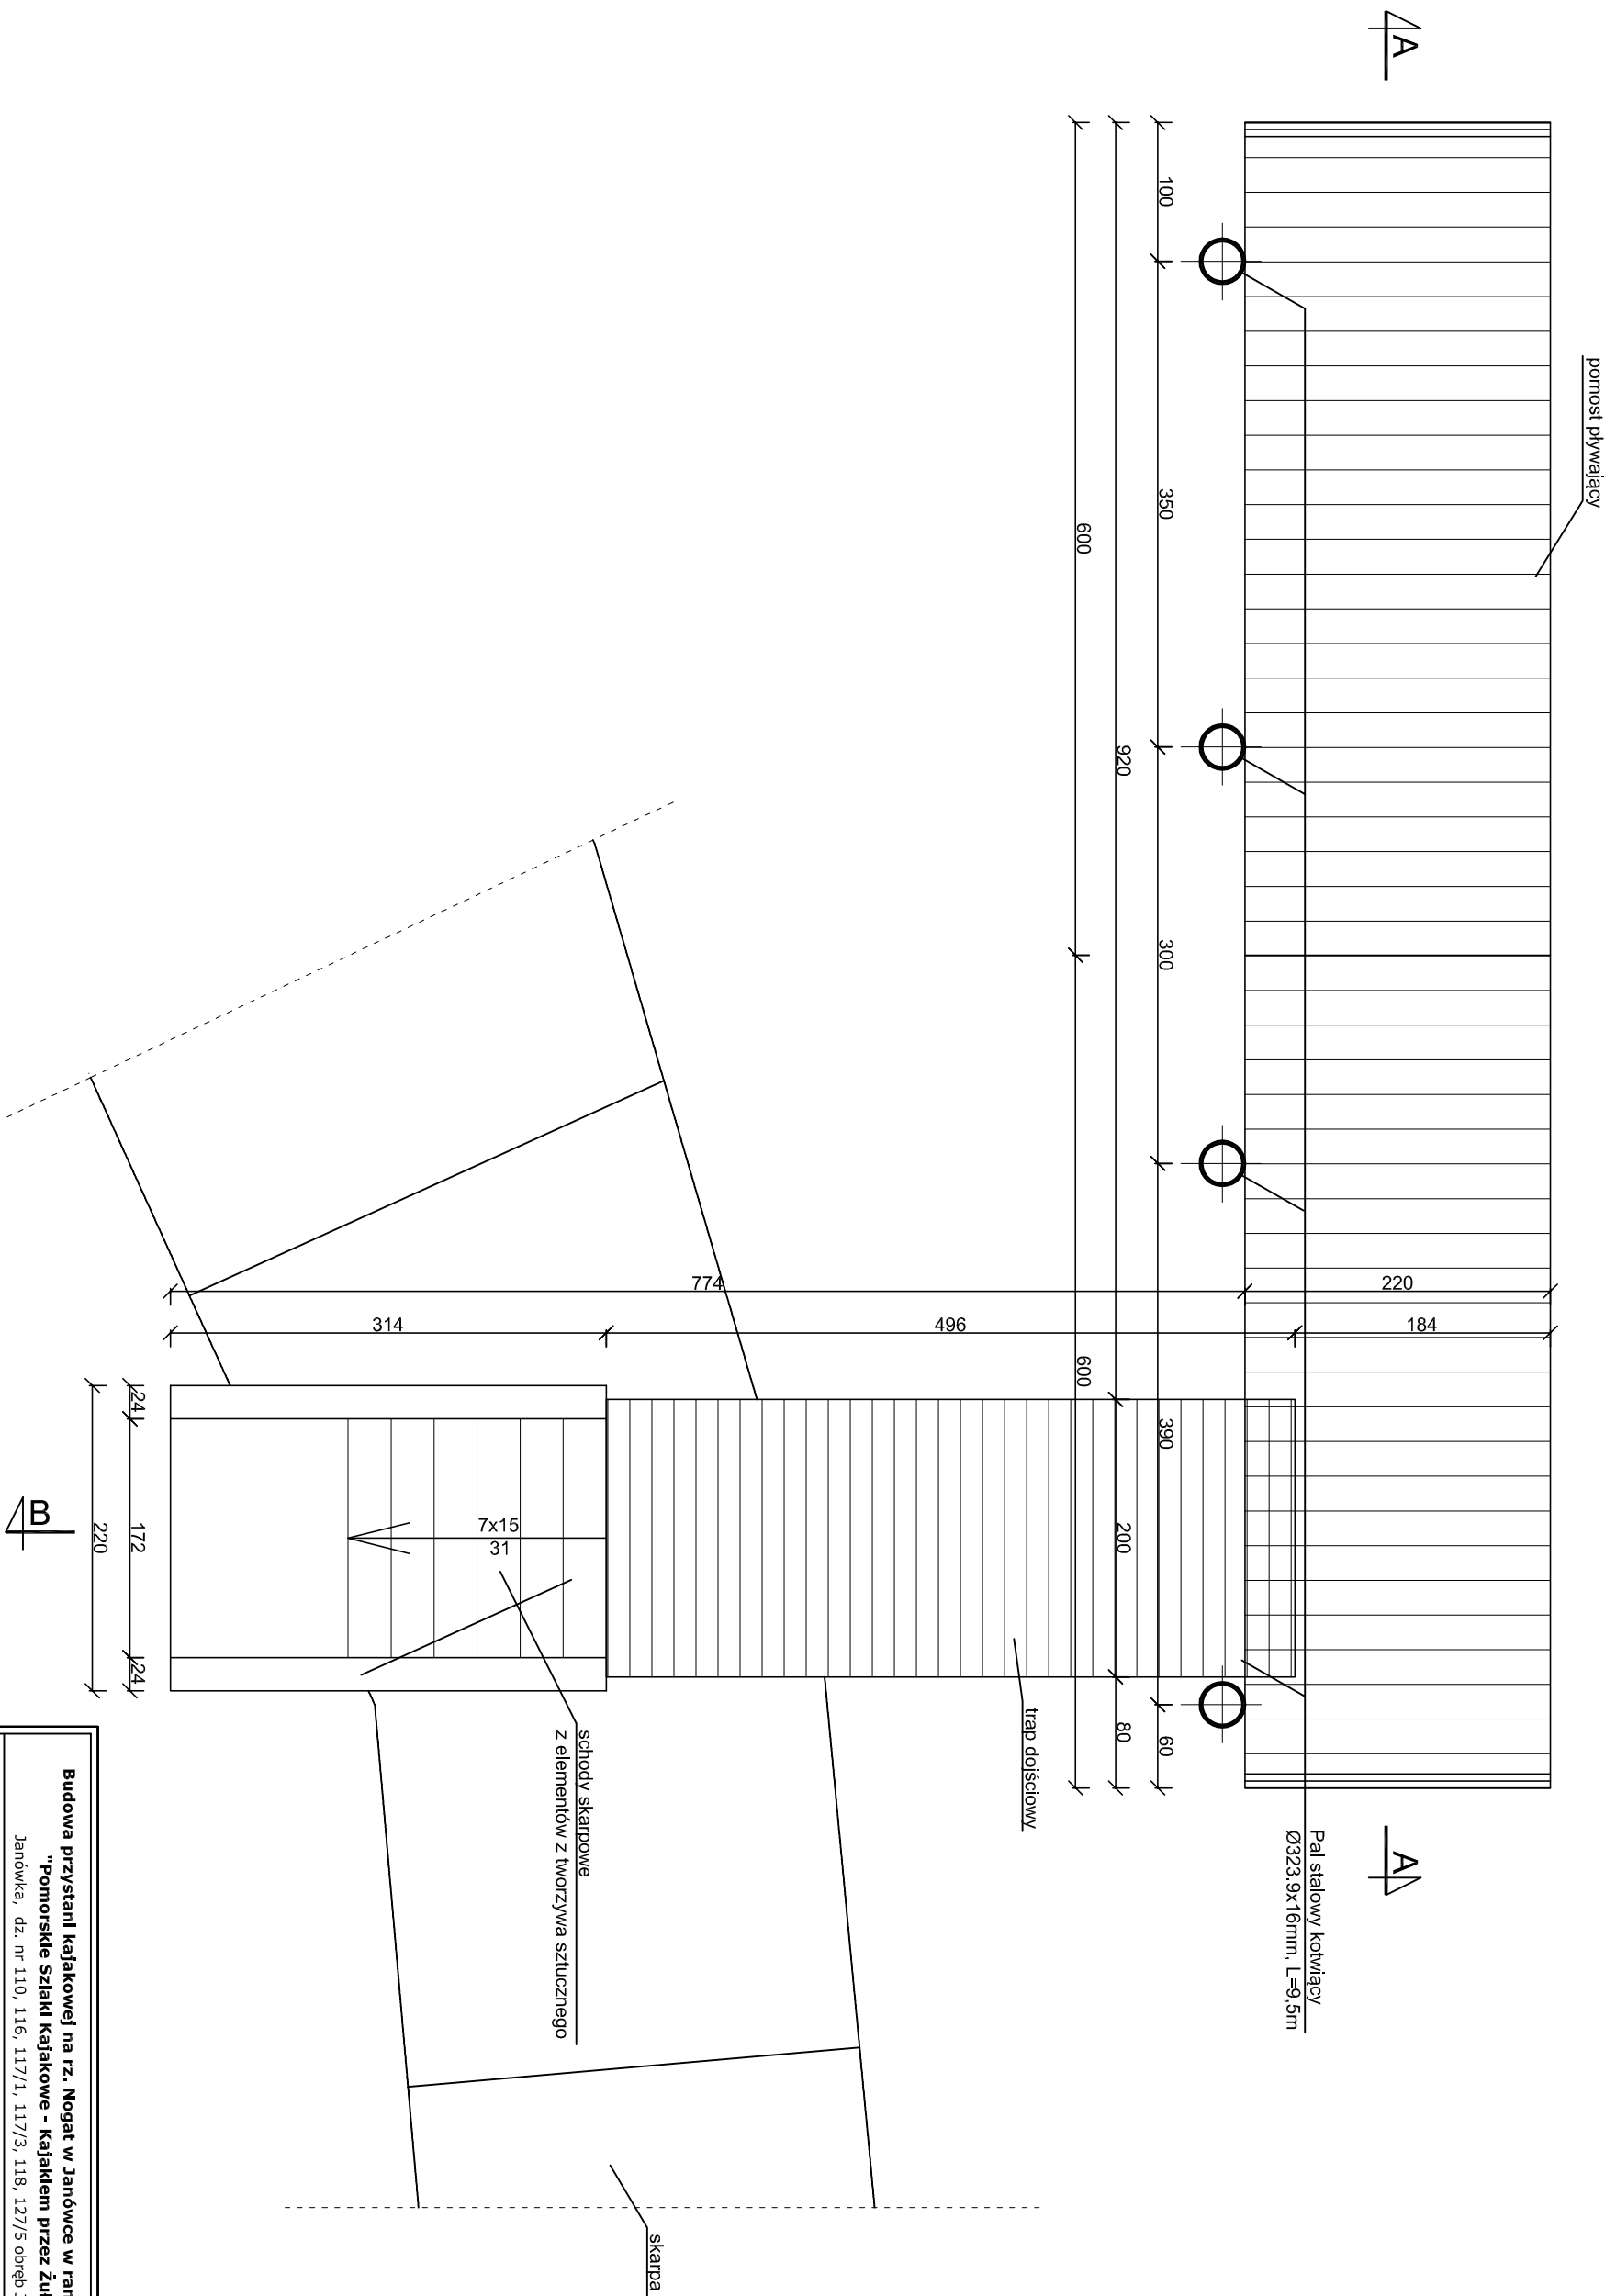 A
pomost pływający
100
350
300
390
60
920
200
80
600
600
774
220
314
496
184
24
172
24
220
7x15
31
B
trap dojściowy
schody skarpowe
z elementów z tworzywa sztucznego
Pal stalowy kotwiący
Ø323.9x16mm, L=9,5m
A
skarpa
Budowa przystani kajakowej na rz. Nogat w Janówce w
"Pomorskie Szlaki Kajakowe - Kajakiem przez
Janówka, dz. nr 110, 116, 117/1, 117/3, 118, 127/5 obręb